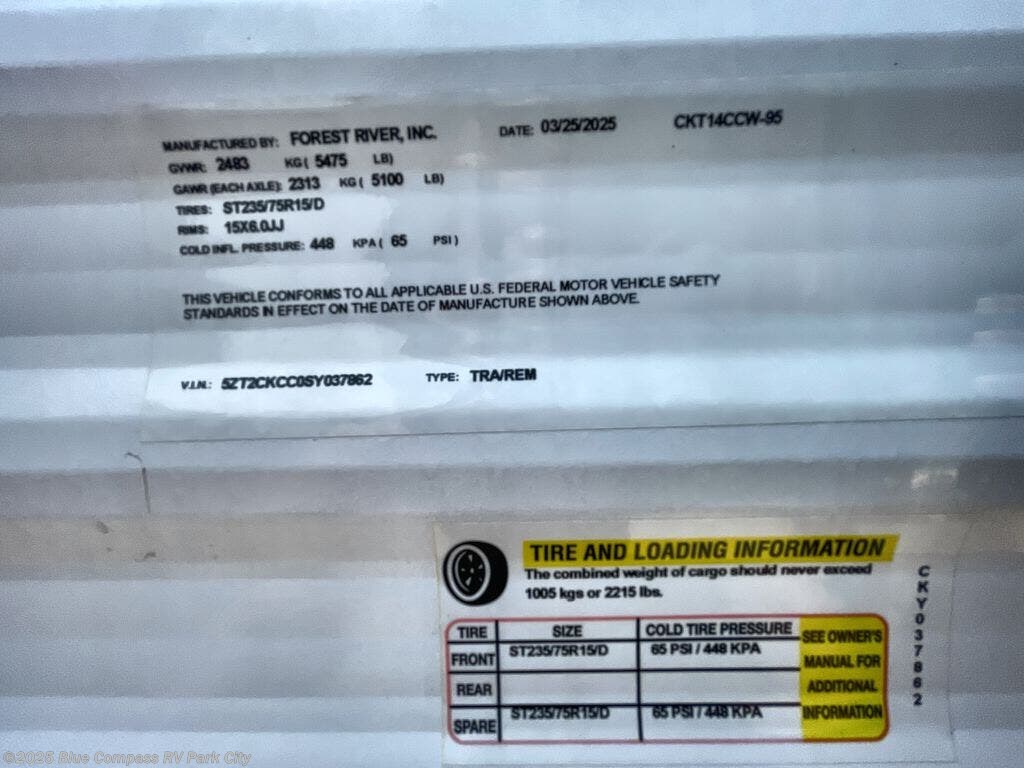 MANUFACTURED BY: FOREST RIVER, INC. DATE: 03/25/2025 CKT14CCW-95
GVWR: 2483 KG ( 5475 LB)
GAWR (EACH AXLE): 2313 KG ( 5100 LB)
TIRES: ST235/75R15/D
RIMS: 15X6.0JJ
COLD INFL. PRESSURE: 448 KPA ( 65 PSI )
THIS VEHICLE CONFORMS TO ALL APPLICABLE U.S. FEDERAL MOTOR VEHICLE SAFETY
STANDARDS IN EFFECT ON THE DATE OF MANUFACTURE SHOWN ABOVE.
V.I.N.: 5ZT2CKCC0SY037862 TYPE: TRA/REM
TIRE AND LOADING INFORMATION
The combined weight of cargo should never exceed
1005 kgs or 2215 lbs.
TIRE SIZE COLD TIRE PRESSURE
FRONT ST235/75R15/D 65 PSI / 448 KPA
REAR
SPARE ST235/75R15/D 65 PSI / 448 KPA
SEE OWNER'S
MANUAL FOR
ADDITIONAL
INFORMATION
CKY037862
©2025 Blue Compass RV Park City